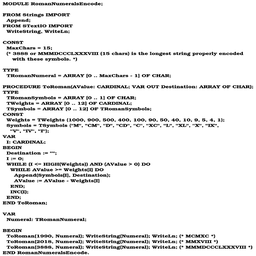 MODULE RomanNumeralsEncode;
FROM Strings IMPORT
Append;
FROM STextIO IMPORT
WriteString, WriteLn;
CONST
MaxChars = 15;
(* 3888 or MMMDCCCLXXXVIII (15 chars) is the longest string properly encoded
with these symbols. *)
TYPE
TRomanNumeral = ARRAY [0 .. MaxChars - 1] OF CHAR;
PROCEDURE ToRoman(AValue: CARDINAL; VAR OUT Destination: ARRAY OF CHAR);
TYPE
TRomanSymbols = ARRAY [0 .. 1] OF CHAR;
TWeights = ARRAY [0 .. 12] OF CARDINAL;
TSymbols = ARRAY [0 .. 12] OF TRomanSymbols;
CONST
Weights = TWeights {1000, 900, 500, 400, 100, 90, 50, 40, 10, 9, 5, 4, 1};
Symbols = TSymbols {"M", "CM", "D", "CD", "C", "XC", "L", "XL", "X", "IX",
"V", "IV", "I"};
VAR
I: CARDINAL;
BEGIN
Destination := "";
I := 0;
WHILE (I <= HIGH(Weights)) AND (AValue > 0) DO
WHILE AValue >= Weights[I] DO
Append(Symbols[I], Destination);
AValue := AValue - Weights[I]
END;
INC(I);
END;
END ToRoman;
VAR
Numeral: TRomanNumeral;
BEGIN
ToRoman(1990, Numeral); WriteString(Numeral); WriteLn; (* MCMXC *)
ToRoman(2018, Numeral); WriteString(Numeral); WriteLn; (* MMXVIII *)
ToRoman(3888, Numeral); WriteString(Numeral); WriteLn; (* MMMDCCCLXXXVIII *)
END RomanNumeralsEncode.